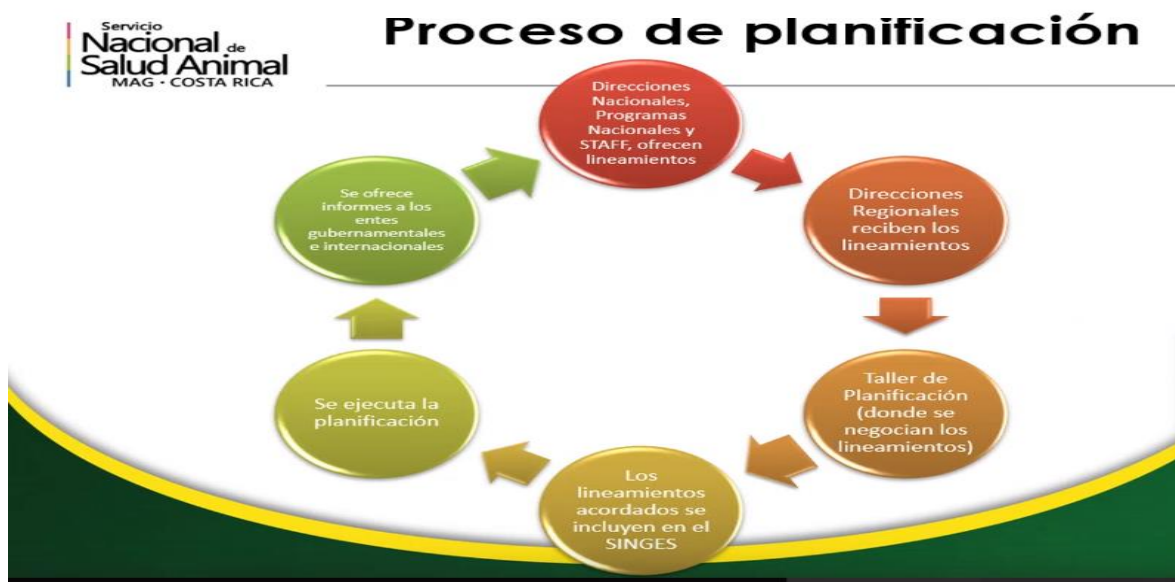 Servicio
Nacional de
Salud Animal
MAG · COSTA RICA
Proceso de planificación
Direcciones
Nacionales,
Programas
Nacionales y
STAFF, ofrecen
lineamientos
Direcciones
Regionales
reciben los
lineamientos
Taller de
Planificación
(donde se
negocian los
lineamientos)
Los
lineamientos
acordados se
incluyen en el
SINGES
Se ejecuta la
planificación
Se ofrece
informes a los
entes
gubernamentales
e internacionales